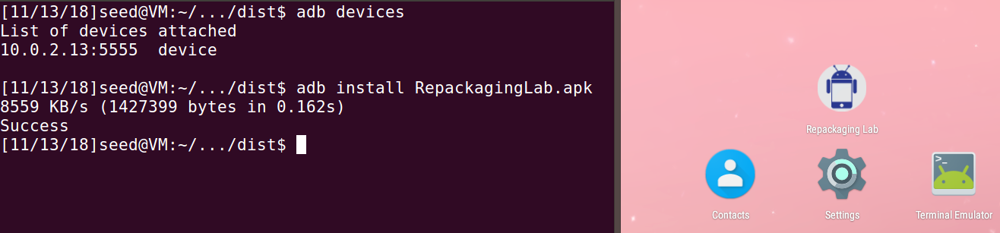 [11/13/18]seed@VM:~/.../dist$ adb devices
List of devices attached
10.0.2.13:5555  device
[11/13/18]seed@VM:~/.../dist$ adb install RepackagingLab.apk
8559 KB/s (1427399 bytes in 0.162s)
Success
[11/13/18]seed@VM:~/.../dist$
Repackaging Lab
>_
Contacts
Settings
Terminal Emulator